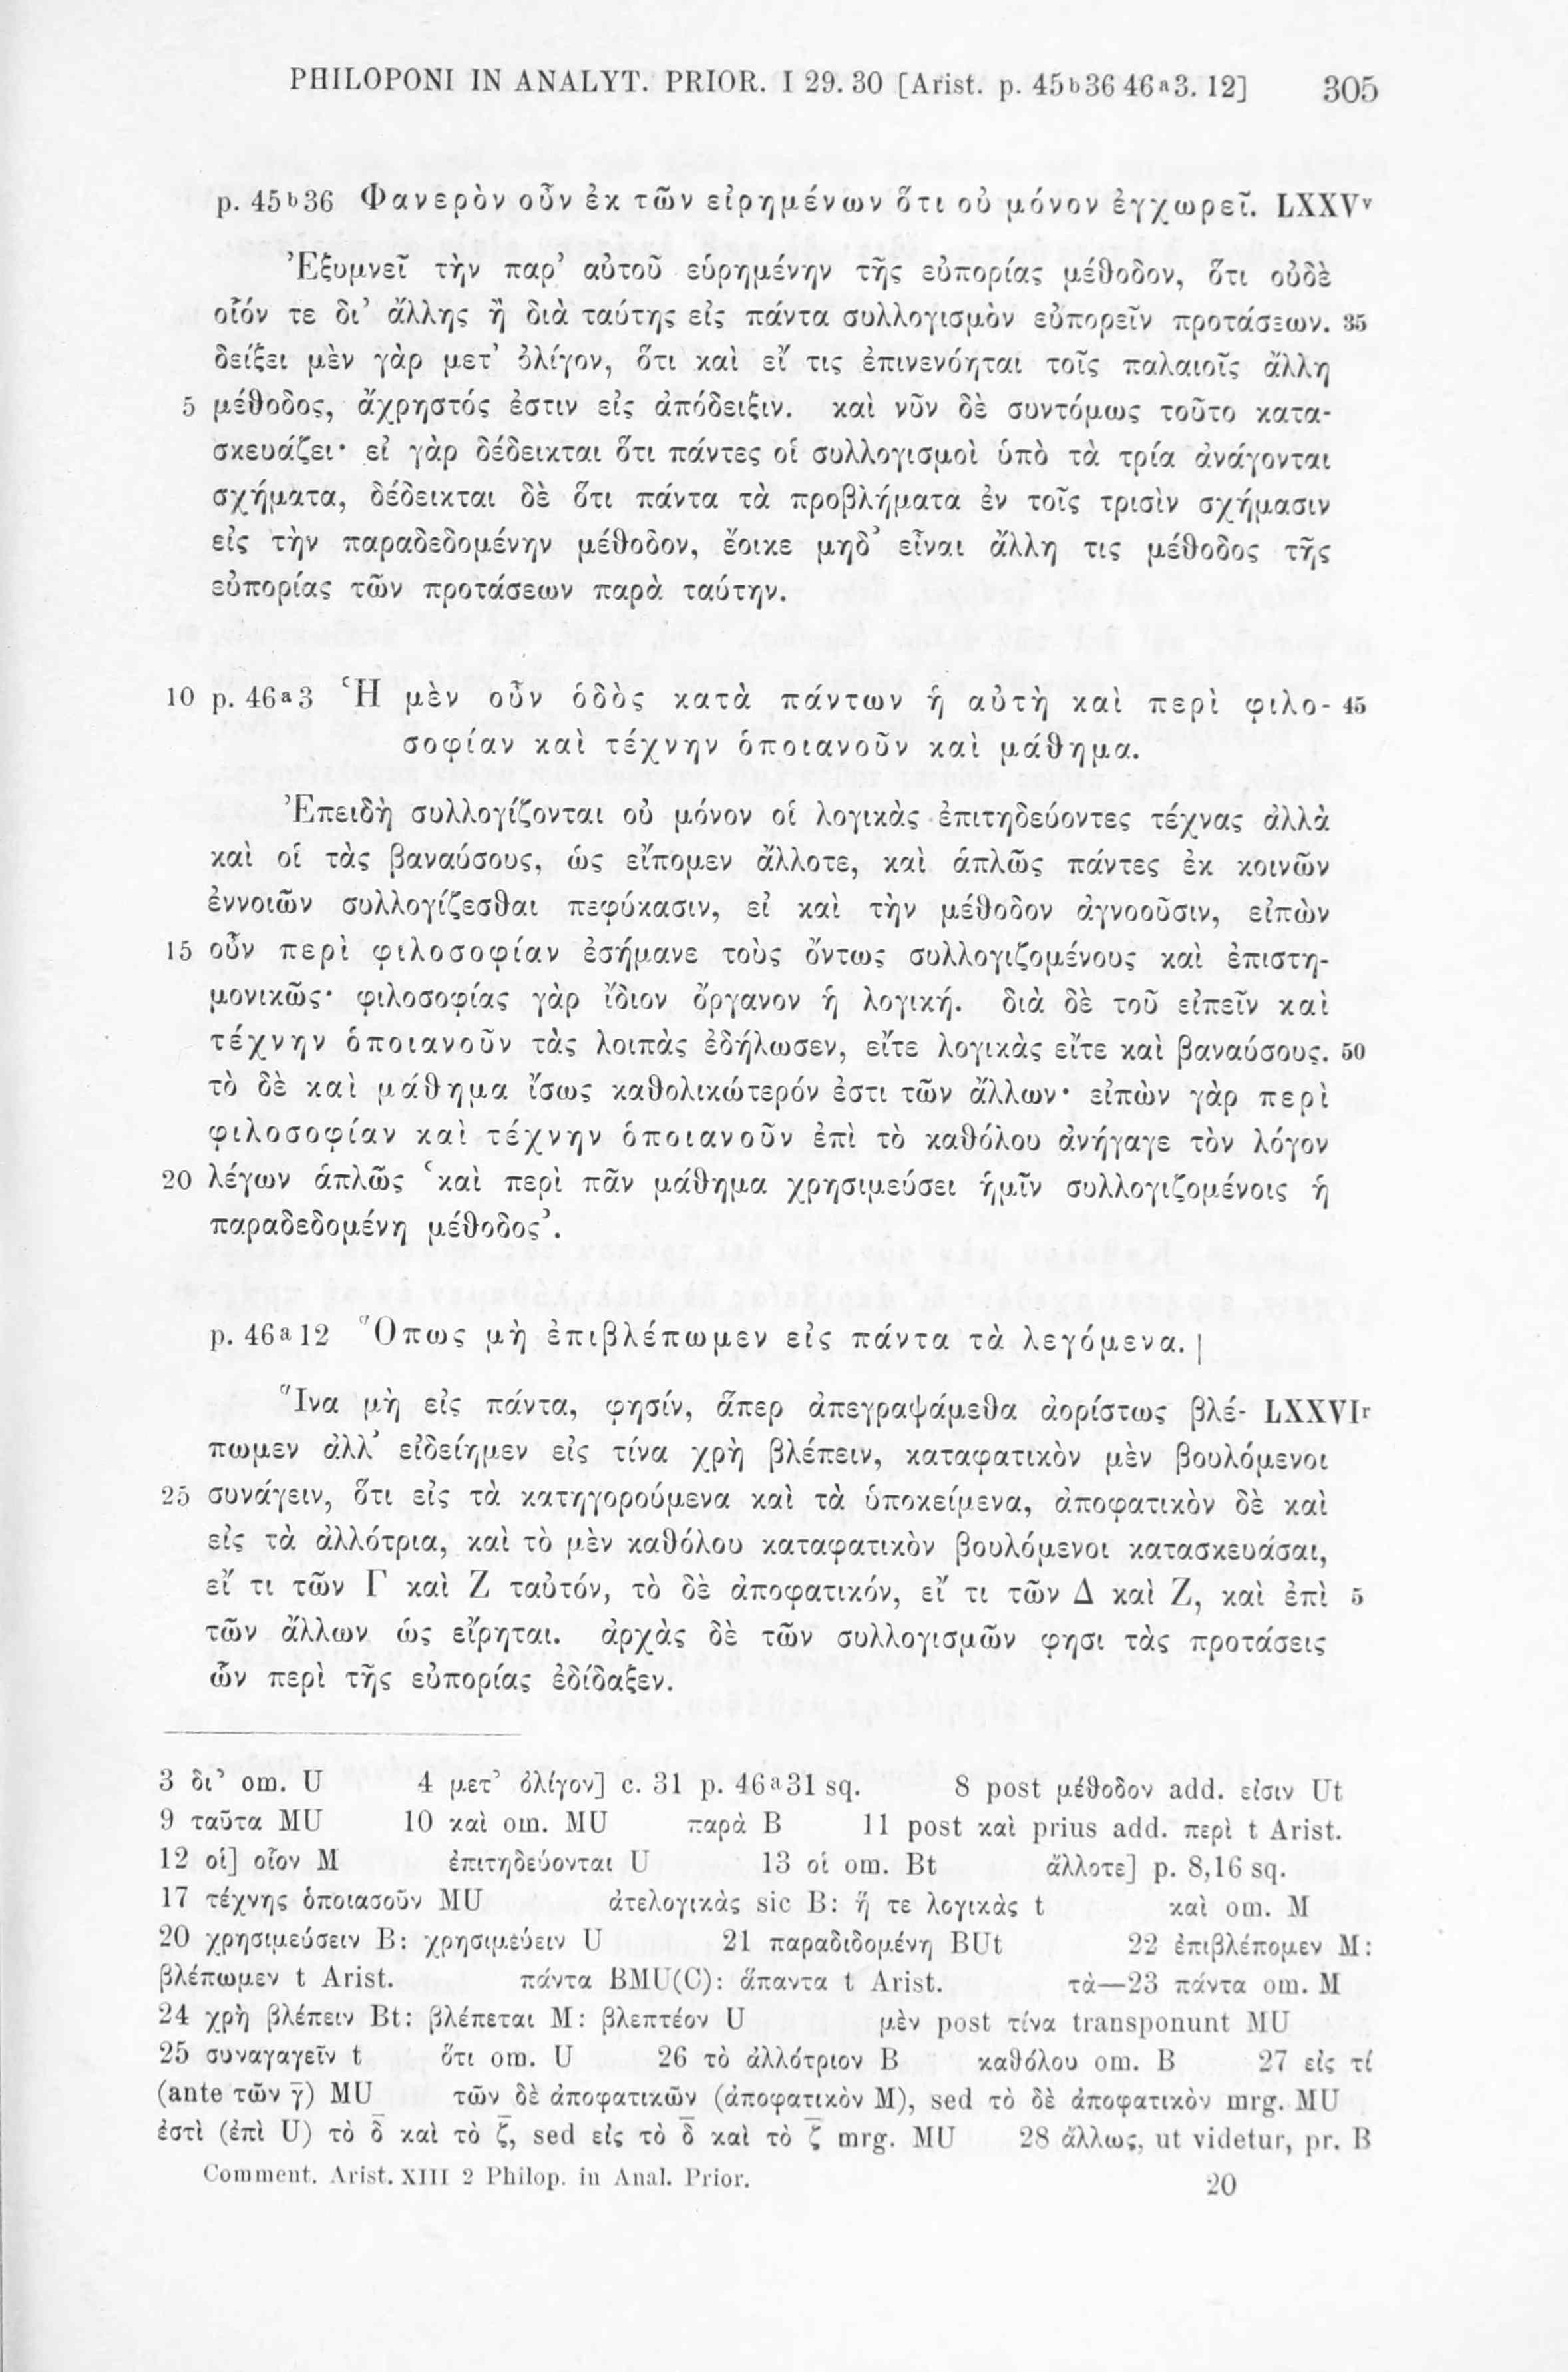 PHILOPONI IN ANALYT. PRIOR. I 29. 30 [Arist. p. 45b36 46a3. 12] 305
p. 45b36 Φανερὸν οὖν ἐκ τῶν εἰρημένων ὅτι οὐ μόνον ἐγχωρεῖ. LXXVv
Ἐξυμνεῖ τὴν παρ’ αὐτοῦ εὑρημένην τῆς εὐπορίας μέθοδον, ὅτι οὐδὲ
οἷόν τε δι’ ἄλλης ἢ διὰ ταύτης εἰς πάντα συλλογισμὸν εὐπορεῖν προτάσεων. 35
δείξει μὲν γὰρ μετ’ ὀλίγον, ὅτι καὶ εἴ τις ἐπινενόηται τοῖς παλαιοῖς ἄλλη
5 μέθοδος, ἄχρηστός ἐστιν εἰς ἀπόδειξιν. καὶ νῦν δὲ συντόμως τοῦτο κατα-
σκευάζει· εἰ γὰρ δέδεικται ὅτι πάντες οἱ συλλογισμοὶ ὑπὸ τὰ τρία ἀνάγονται
σχήματα, δέδεικται δὲ ὅτι πάντα τὰ προβλήματα ἐν τοῖς τρισὶν σχήμασιν
εἰς τὴν παραδεδομένην μέθοδον, ἔοικε μηδ’ εἶναι ἄλλη τις μέθοδος τῆς
εὐπορίας τῶν προτάσεων παρὰ ταύτην.
10 p. 46a3 Ἡ μὲν οὖν ὁδὸς κατὰ πάντων ἡ αὐτὴ καὶ περὶ φιλο- 45
σοφίαν καὶ τέχνην ὁποιανοῦν καὶ μάθημα.
Ἐπειδὴ συλλογίζονται οὐ μόνον οἱ λογικὰς ἐπιτηδεύοντες τέχνας ἀλλὰ
καὶ οἱ τὰς βαναύσους, ὡς εἴπομεν ἄλλοτε, καὶ ἁπλῶς πάντες ἐκ κοινῶν
ἐννοιῶν συλλογίζεσθαι πεφύκασιν, εἰ καὶ τὴν μέθοδον ἀγνοοῦσιν, εἰπὼν
15 οὖν περὶ φιλοσοφίαν ἐσήμανε τοὺς ὄντως συλλογιζομένους καὶ ἐπιστη-
μονικῶς· φιλοσοφίας γὰρ ἴδιον ὄργανον ἡ λογική. διὰ δὲ τοῦ εἰπεῖν καὶ
τέχνην ὁποιανοῦν τὰς λοιπὰς ἐδήλωσεν, εἴτε λογικὰς εἴτε καὶ βαναύσους. 50
τὸ δὲ καὶ μάθημα ἴσως καθολικώτερόν ἐστι τῶν ἄλλων· εἰπὼν γὰρ περὶ
φιλοσοφίαν καὶ τέχνην ὁποιανοῦν ἐπὶ τὸ καθόλου ἀνήγαγε τὸν λόγον
20 λέγων ἁπλῶς ‘καὶ περὶ πᾶν μάθημα χρησιμεύσει ἡμῖν συλλογιζομένοις ἡ
παραδεδομένη μέθοδος’.
p. 46a12 Ὅπως μὴ ἐπιβλέπωμεν εἰς πάντα τὰ λεγόμενα. |
Ἵνα μὴ εἰς πάντα, φησίν, ἅπερ ἀπεγραψάμεθα ἀορίστως βλέ- LXXVIr
πωμεν ἀλλ’ εἰδείημεν εἰς τίνα χρὴ βλέπειν, καταφατικὸν μὲν βουλόμενοι
25 συνάγειν, ὅτι εἰς τὰ κατηγορούμενα καὶ τὰ ὑποκείμενα, ἀποφατικὸν δὲ καὶ
εἰς τὰ ἀλλότρια, καὶ τὸ μὲν καθόλου καταφατικὸν βουλόμενοι κατασκευάσαι,
εἴ τι τῶν Γ καὶ Ζ ταὐτόν, τὸ δὲ ἀποφατικόν, εἴ τι τῶν Δ καὶ Ζ, καὶ ἐπὶ 5
τῶν ἄλλων ὡς εἴρηται. ἀρχὰς δὲ τῶν συλλογισμῶν φησι τὰς προτάσεις
ὧν περὶ τῆς εὐπορίας ἐδίδαξεν.
3 δι’ om. U 4 μετ’ ὀλίγον] c. 31 p. 46a31 sq. 8 post μέθοδον add. εἰσιν Ut
9 ταῦτα MU 10 καὶ om. MU παρὰ B 11 post καὶ prius add. περὶ t Arist.
12 οἱ] οἷον M ἐπιτηδεύονται U 13 οἱ om. Bt ἄλλοτε] p. 8,16 sq.
17 τέχνης ὁποιασοῦν MU ἀτελογικὰς sic B: ἤ τε λογικὰς t καὶ om. M
20 χρησιμεύσειν B: χρησιμεύειν U 21 παραδιδομένη BUt 22 ἐπιβλέπομεν M:
βλέπωμεν t Arist. πάντα BMU(C): ἅπαντα t Arist. τὰ—23 πάντα om. M
24 χρὴ βλέπειν Bt: βλέπεται M: βλεπτέον U μὲν post τίνα transponunt MU
25 συναγαγεῖν t ὅτι om. U 26 τὸ ἀλλότριον B καθόλου om. B 27 εἰς τί
(ante τῶν γ̅) MU τῶν δὲ ἀποφατικῶν (ἀποφατικὸν M), sed τὸ δὲ ἀποφατικὸν mrg. MU
ἐστὶ (ἐπὶ U) τὸ δ̅ καὶ τὸ ζ̅, sed εἰς τὸ δ̅ καὶ τὸ ζ̅ mrg. MU 28 ἄλλως, ut videtur, pr. B
Comment. Arist. XIII 2 Philop. in Anal. Prior. 20